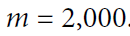 m = 2,000.